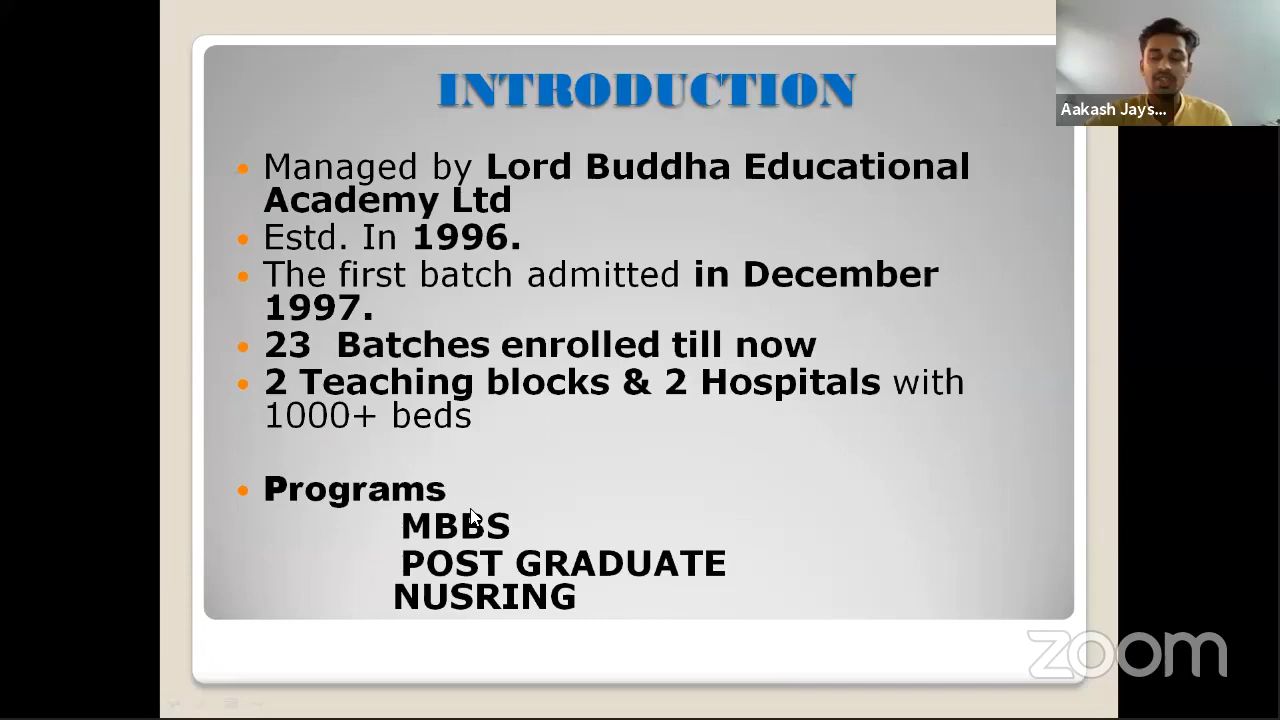 INTRODUCTION
Aakash Jays...
• Managed by Lord Buddha Educational
Academy Ltd
• Estd. In 1996.
• The first batch admitted in December
1997.
• 23 Batches enrolled till now
• 2 Teaching blocks & 2 Hospitals with
1000+ beds
• Programs
MBBS
POST GRADUATE
NUSRING
zoom